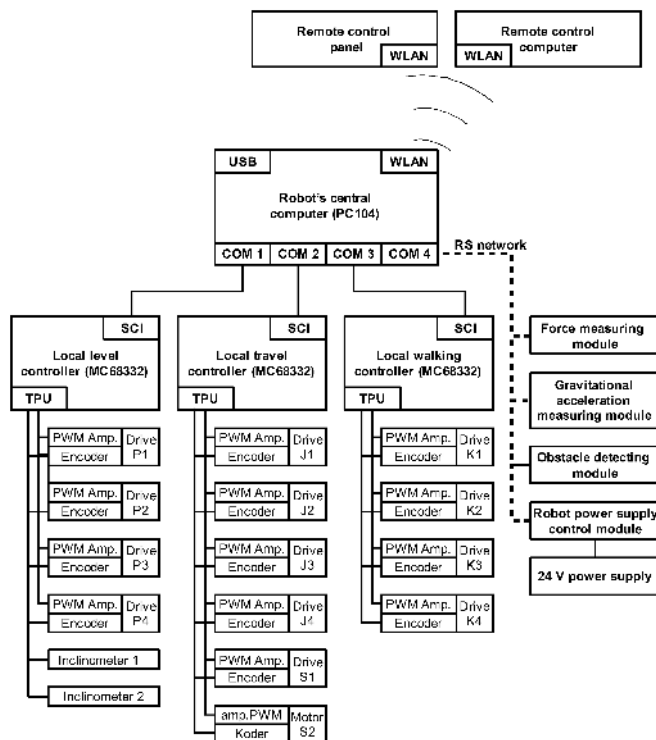 Remote control
panel
WLAN
Remote control
computer
WLAN
USB
WLAN
Robot's central
computer (PC104)
COM 1
COM 2
COM 3
COM 4
RS network
SCI
Local level
controller (MC68332)
TPU
SCI
Local travel
controller (MC68332)
TPU
SCI
Local walking
controller (MC68332)
TPU
PWM Amp.
Encoder
Drive
P1
PWM Amp.
Encoder
Drive
P2
PWM Amp.
Encoder
Drive
P3
PWM Amp.
Encoder
Drive
P4
Inclinometer 1
Inclinometer 2
PWM Amp.
Encoder
Drive
J1
PWM Amp.
Encoder
Drive
J2
PWM Amp.
Encoder
Drive
J3
PWM Amp.
Encoder
Drive
J4
PWM Amp.
Encoder
Drive
S1
amp.PWM
Koder
Motor
S2
PWM Amp.
Encoder
Drive
K1
PWM Amp.
Encoder
Drive
K2
PWM Amp.
Encoder
Drive
K3
PWM Amp.
Encoder
Drive
K4
Force measuring
module
Gravitational
acceleration
measuring module
Obstacle detecting
module
Robot power supply
control module
24 V power supply